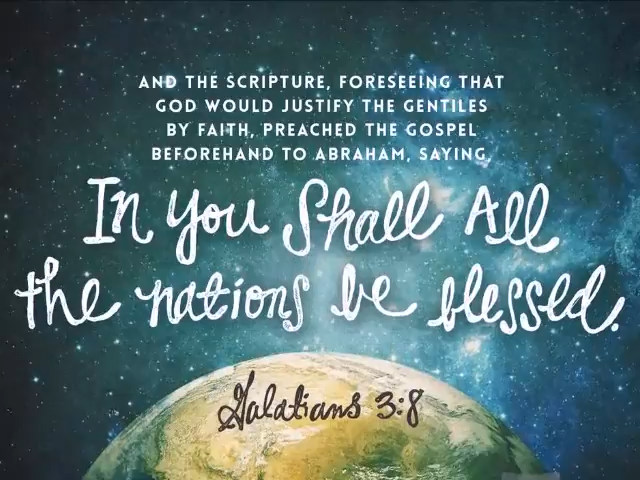 AND THE SCRIPTURE, FORESEEING THAT
GOD WOULD JUSTIFY THE GENTILES
BY FAITH, PREACHED THE GOSPEL
BEFOREHAND TO ABRAHAM, SAYING,
In you Shall All
the nations be blessed.
Galatians 3:8